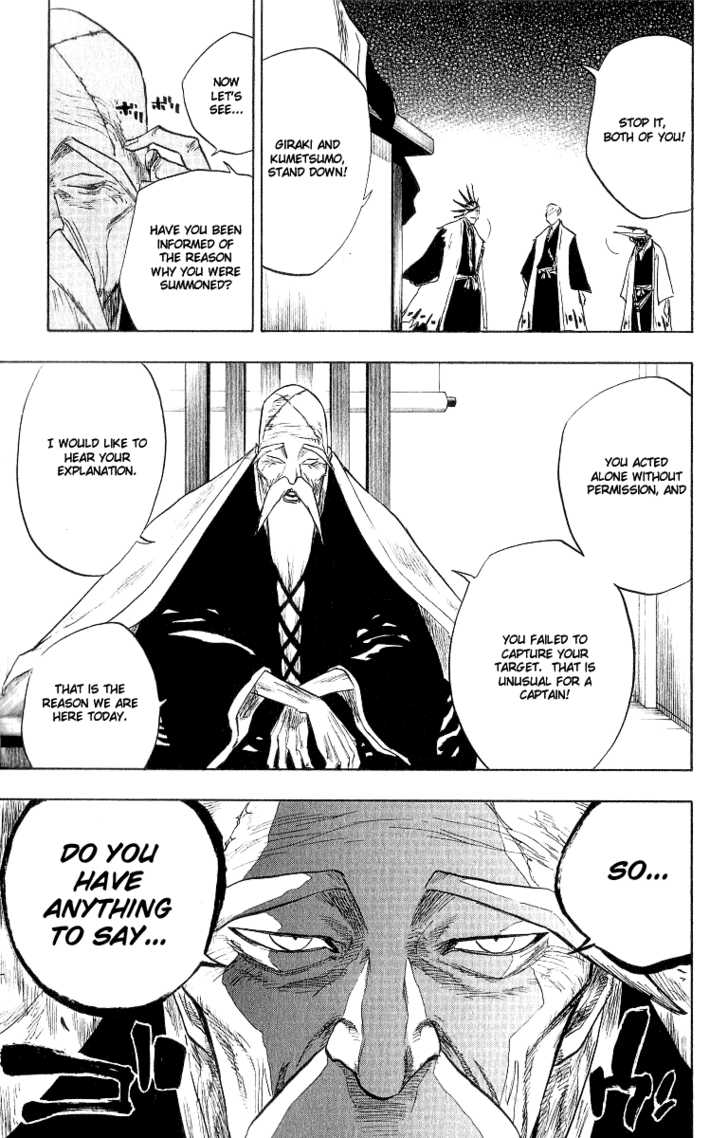 STOP IT,
BOTH OF YOU!
GIRAKI AND
KUMETSUMO,
STAND DOWN!
NOW
LET'S
SEE...
HAVE YOU BEEN
INFORMED OF
THE REASON
WHY YOU WERE
SUMMONED?
YOU ACTED
ALONE WITHOUT
PERMISSION, AND
YOU FAILED TO
CAPTURE YOUR
TARGET. THAT IS
UNUSUAL FOR A
CAPTAIN!
I WOULD LIKE TO
HEAR YOUR
EXPLANATION.
THAT IS THE
REASON WE ARE
HERE TODAY.
SO...
DO YOU
HAVE
ANYTHING
TO SAY...